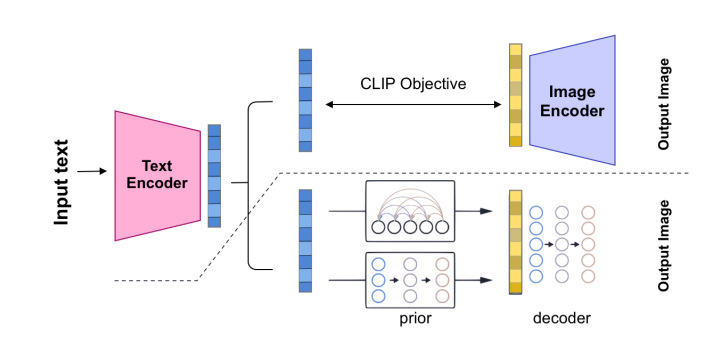 Input text
Text
Encoder
CLIP Objective
Image
Encoder
Output Image
prior
decoder
Output Image